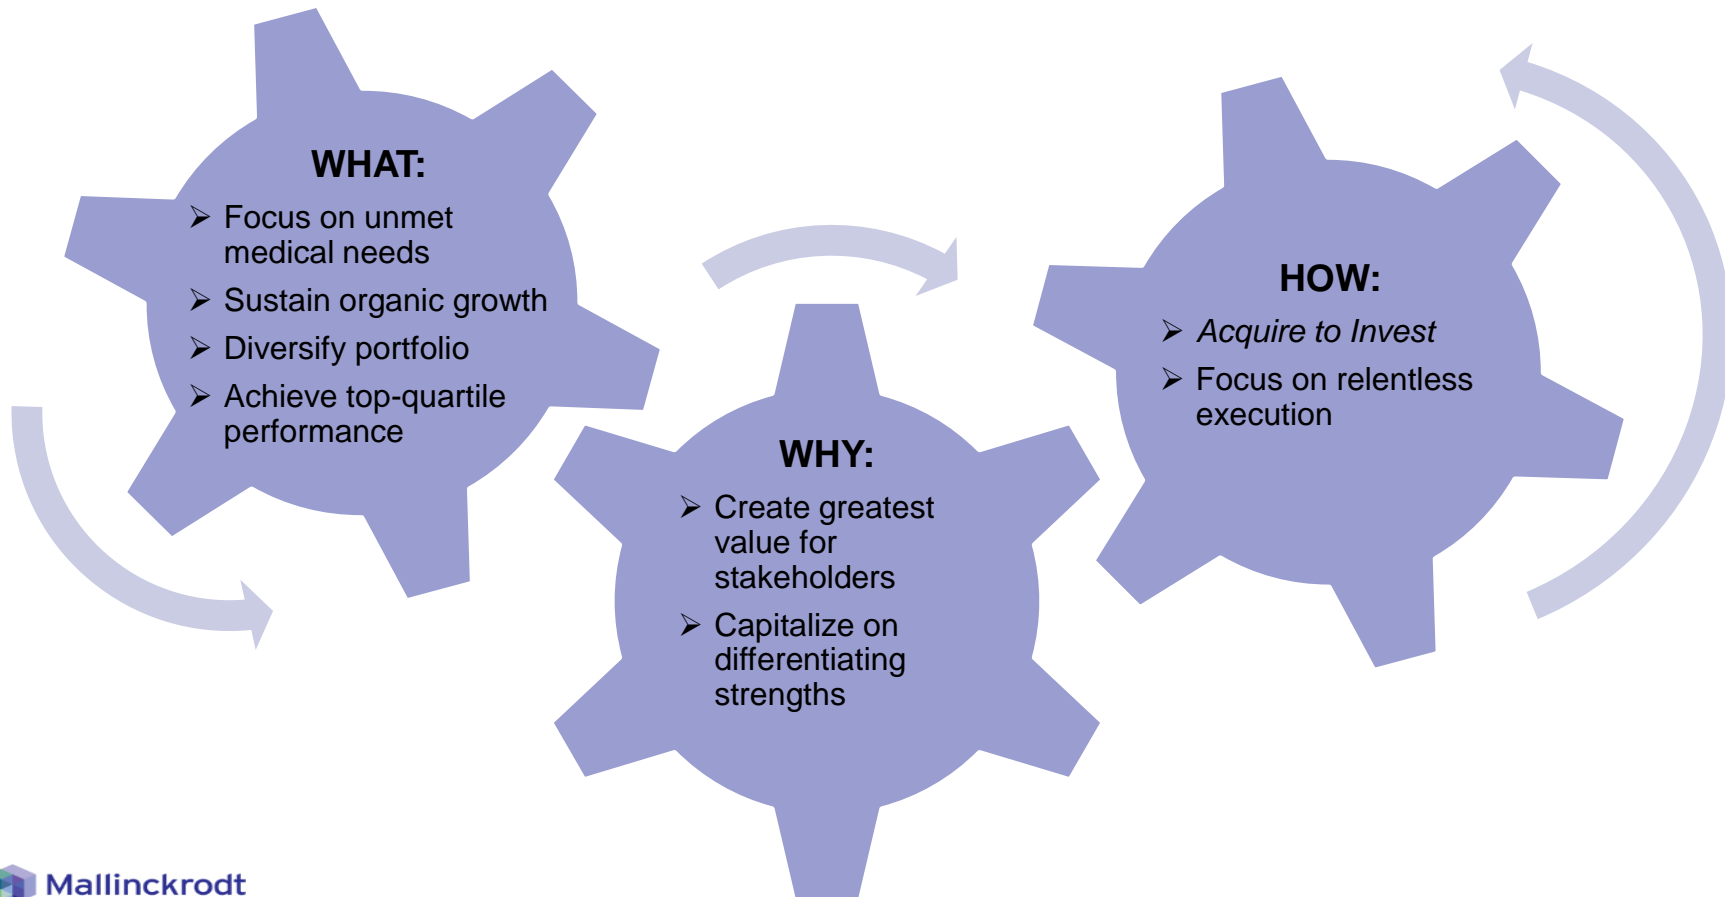 WHAT:
➢ Focus on unmet
medical needs
➢ Sustain organic growth
➢ Diversify portfolio
➢ Achieve top-quartile
performance
WHY:
➢ Create greatest
value for
stakeholders
➢ Capitalize on
differentiating
strengths
HOW:
➢ Acquire to Invest
➢ Focus on relentless
execution
Mallinckrodt